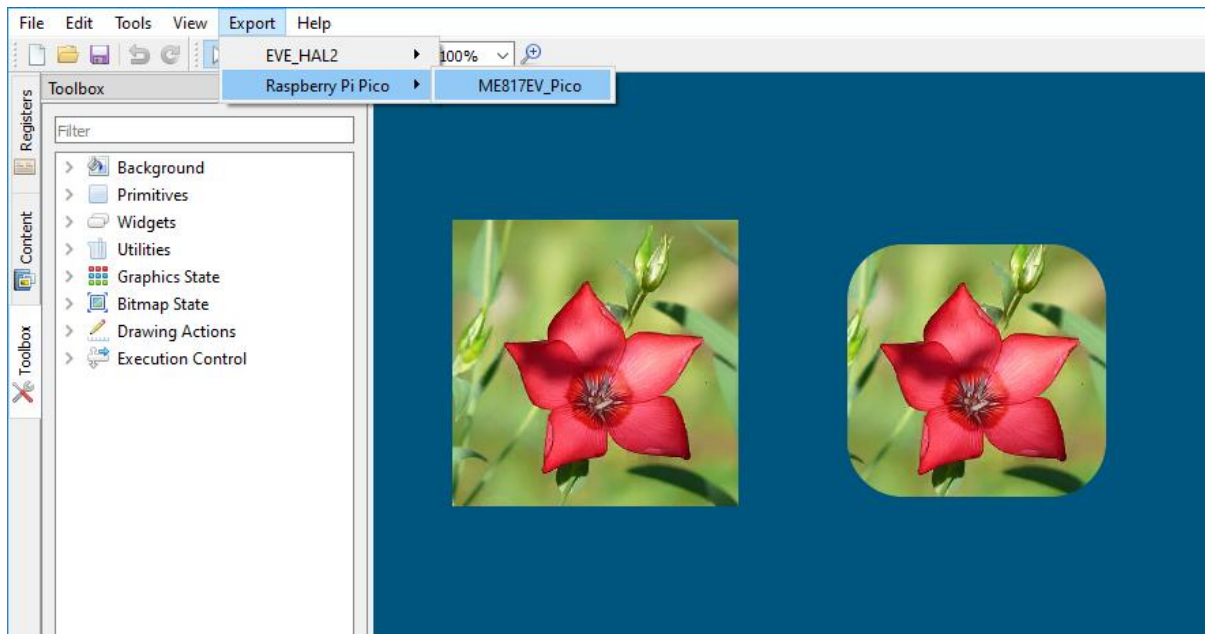 File Edit Tools View Export Help
EVE_HAL2 100%
Toolbox Raspberry Pi Pico ME817EV_Pico
Registers
Filter
Background
Primitives
Widgets
Content
Utilities
Graphics State
Bitmap State
Toolbox
Drawing Actions
Execution Control